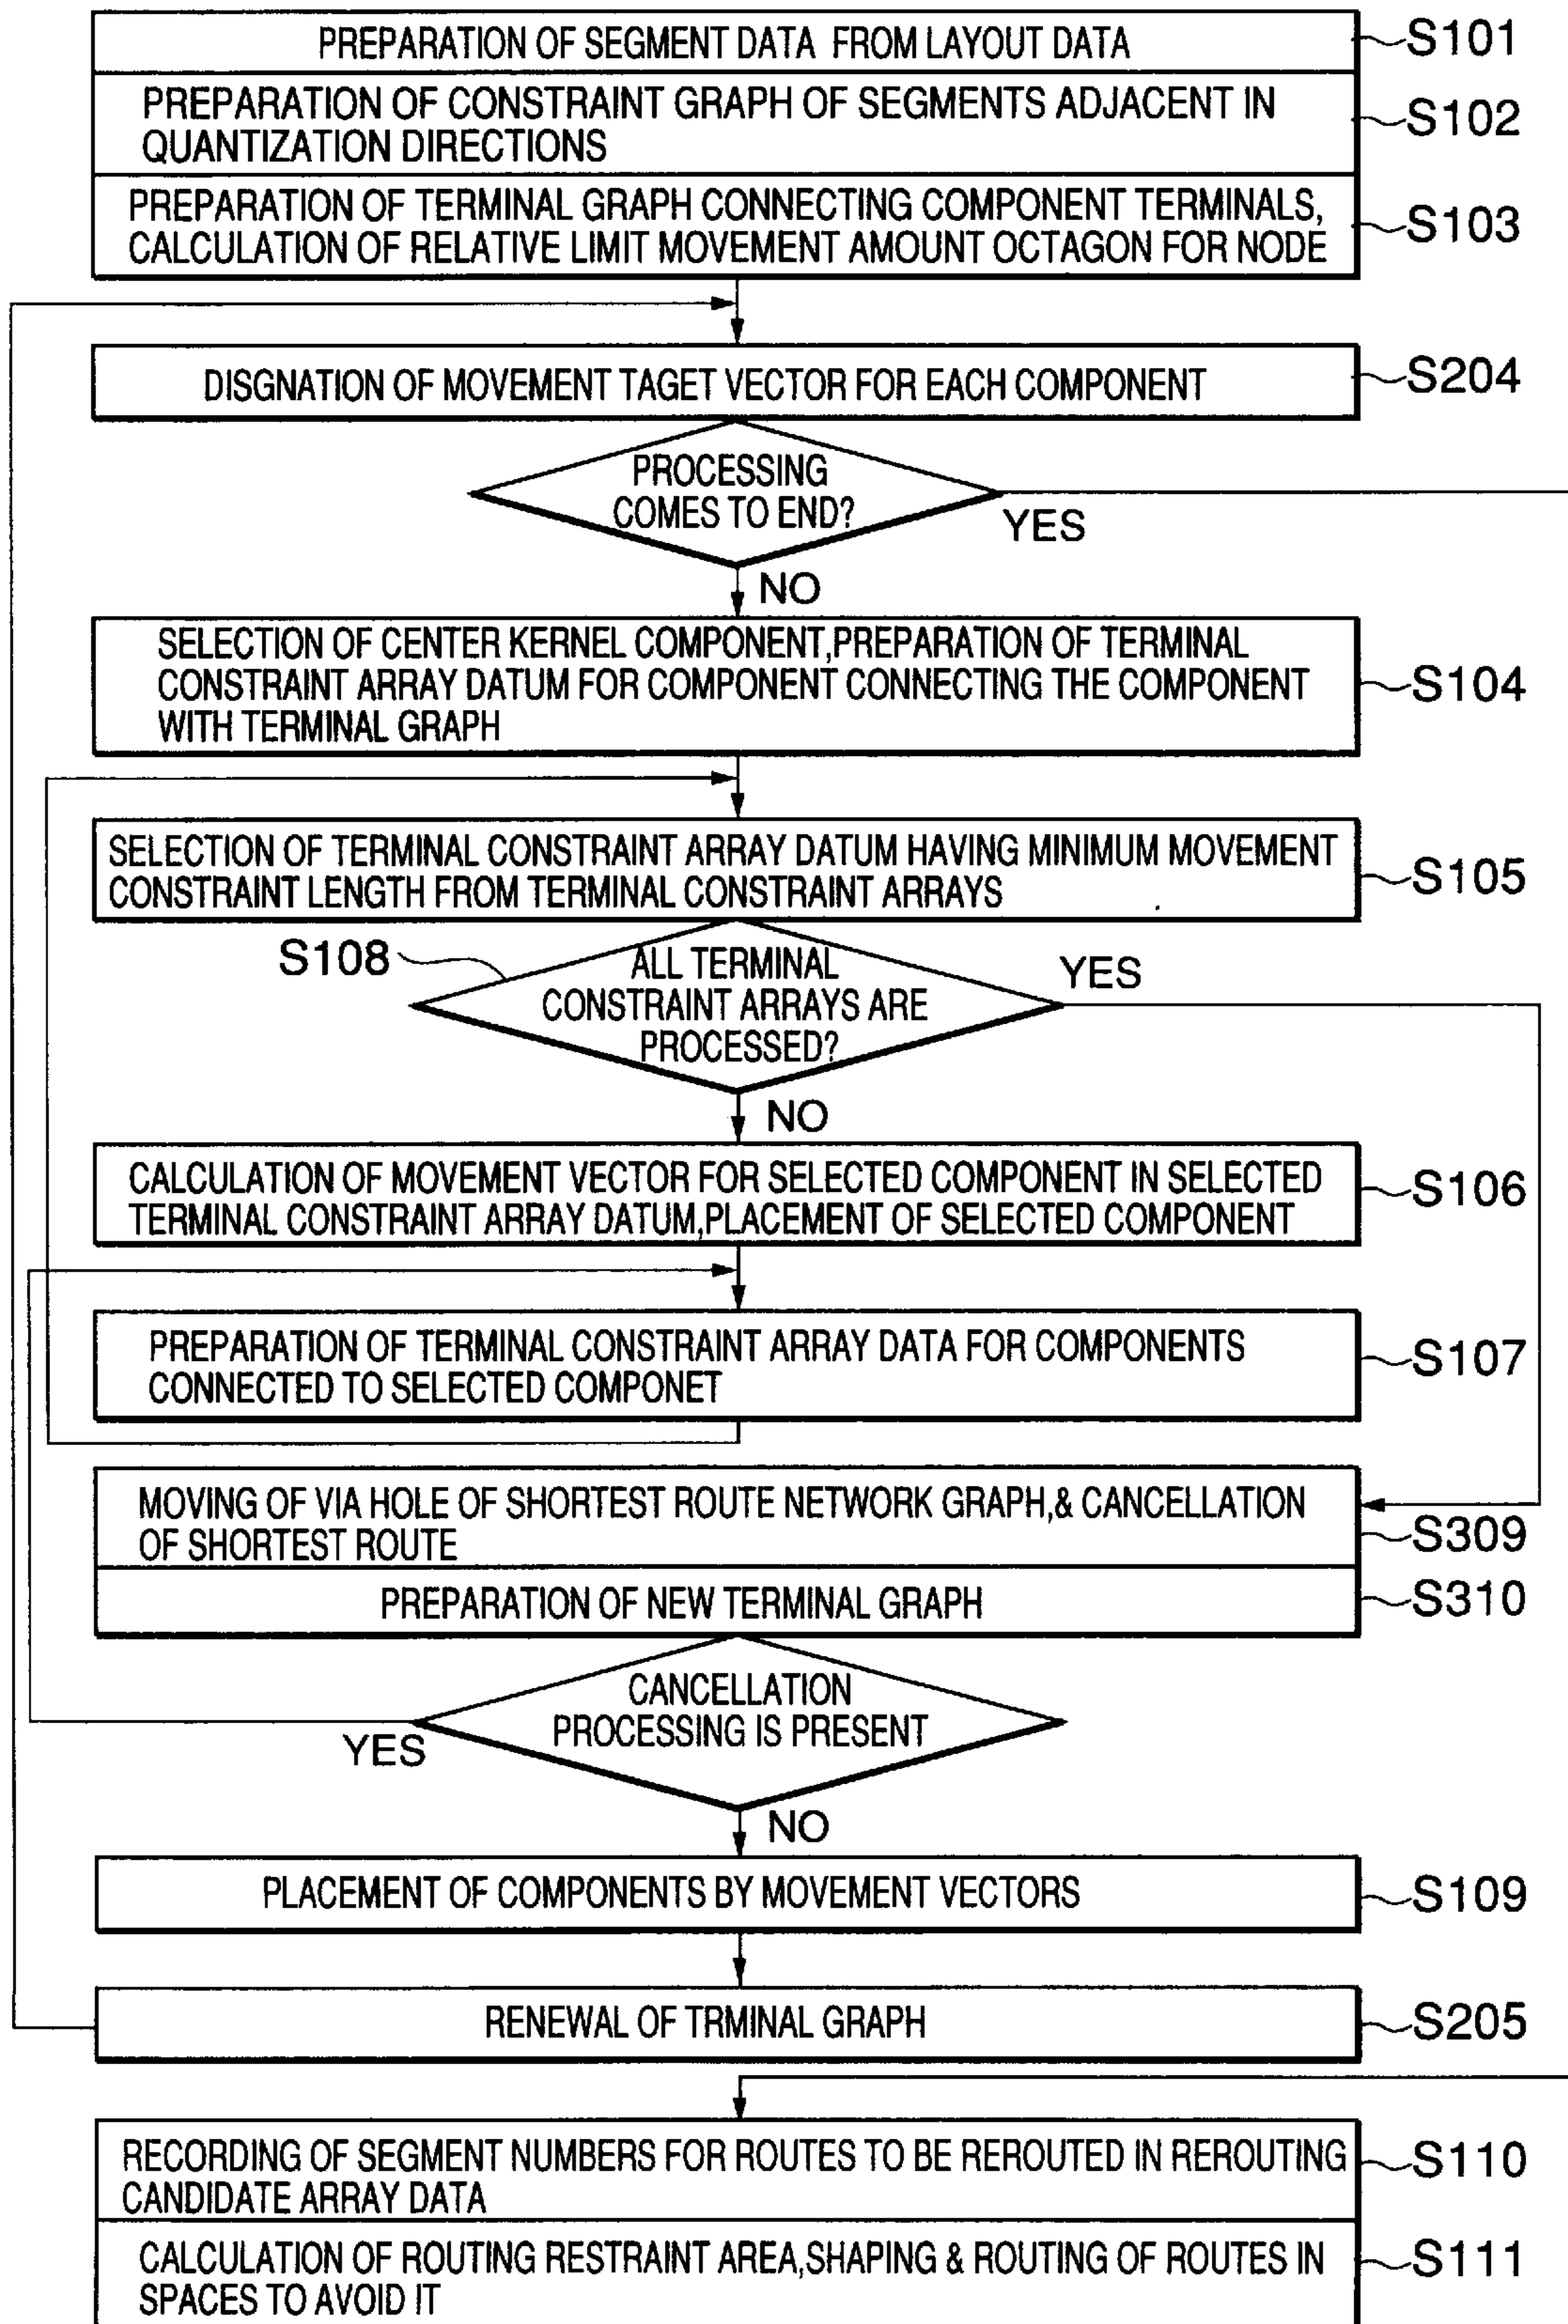 PREPARATION OF SEGMENT DATA FROM LAYOUT DATA
S101
PREPARATION OF CONSTRAINT GRAPH OF SEGMENTS ADJACENT IN
QUANTIZATION DIRECTIONS
S102
PREPARATION OF TERMINAL GRAPH CONNECTING COMPONENT TERMINALS,
CALCULATION OF RELATIVE LIMIT MOVEMENT AMOUNT OCTAGON FOR NODE
S103
DISGNATION OF MOVEMENT TAGET VECTOR FOR EACH COMPONENT
S204
PROCESSING
COMES TO END?
YES
NO
SELECTION OF CENTER KERNEL COMPONENT,PREPARATION OF TERMINAL
CONSTRAINT ARRAY DATUM FOR COMPONENT CONNECTING THE COMPONENT
WITH TERMINAL GRAPH
S104
SELECTION OF TERMINAL CONSTRAINT ARRAY DATUM HAVING MINIMUM MOVEMENT
CONSTRAINT LENGTH FROM TERMINAL CONSTRAINT ARRAYS
S105
S108
ALL TERMINAL
CONSTRAINT ARRAYS ARE
PROCESSED?
YES
NO
CALCULATION OF MOVEMENT VECTOR FOR SELECTED COMPONENT IN SELECTED
TERMINAL CONSTRAINT ARRAY DATUM,PLACEMENT OF SELECTED COMPONENT
S106
PREPARATION OF TERMINAL CONSTRAINT ARRAY DATA FOR COMPONENTS
CONNECTED TO SELECTED COMPONET
S107
MOVING OF VIA HOLE OF SHORTEST ROUTE NETWORK GRAPH,& CANCELLATION
OF SHORTEST ROUTE
S309
PREPARATION OF NEW TERMINAL GRAPH
S310
CANCELLATION
PROCESSING IS PRESENT
YES
NO
PLACEMENT OF COMPONENTS BY MOVEMENT VECTORS
S109
RENEWAL OF TRMINAL GRAPH
S205
RECORDING OF SEGMENT NUMBERS FOR ROUTES TO BE REROUTED IN REROUTING
CANDIDATE ARRAY DATA
S110
CALCULATION OF ROUTING RESTRAINT AREA,SHAPING & ROUTING OF ROUTES IN
SPACES TO AVOID IT
S111